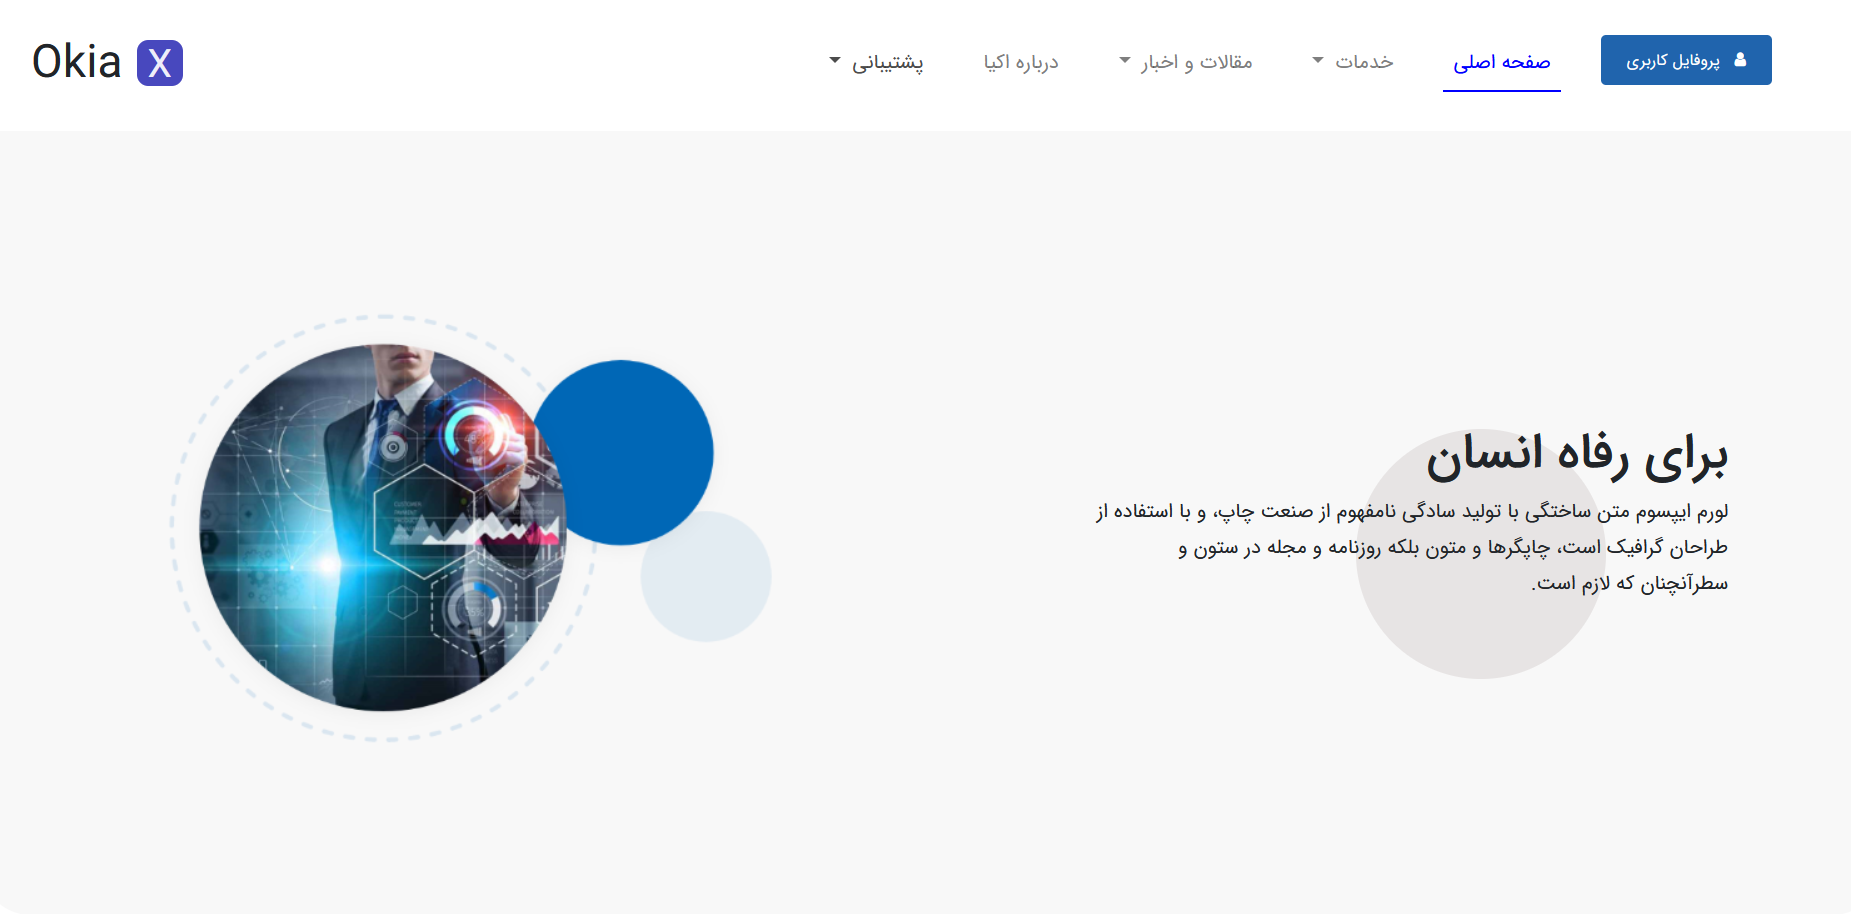 پروفایل کاربری
صفحه اصلی
خدمات
مقالات و اخبار
درباره اکیا
پشتیبانی
Okia X
برای رفاه انسان
لورم ایپسوم متن ساختگی با تولید سادگی نامفهوم از صنعت چاپ، و با استفاده از
طراحان گرافیک است، چاپگرها و متون بلکه روزنامه و مجله در ستون و
سطرآنچنان که لازم است.